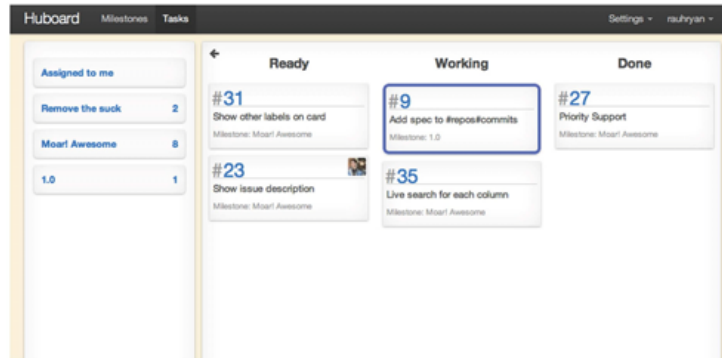 Huboard Milestones Tasks Settings rauhryan
Assigned to me
Remove the suck 2
Moar! Awesome 8
1.0 1
Ready Working Done
#31
Show other labels on card
Milestone: Moar! Awesome
#23
Show issue description
Milestone: Moar! Awesome
#9
Add spec to #repos#commits
Milestone: 1.0
#35
Live search for each column
Milestone: Moar! Awesome
#27
Priority Support
Milestone: Moar! Awesome